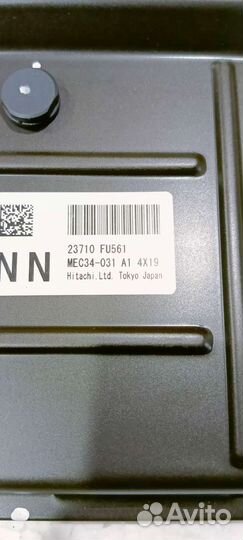 23710 FU561
NN
MEC34-031 A1 4X19
Hitachi.Ltd. Tokyo Japan
Avito